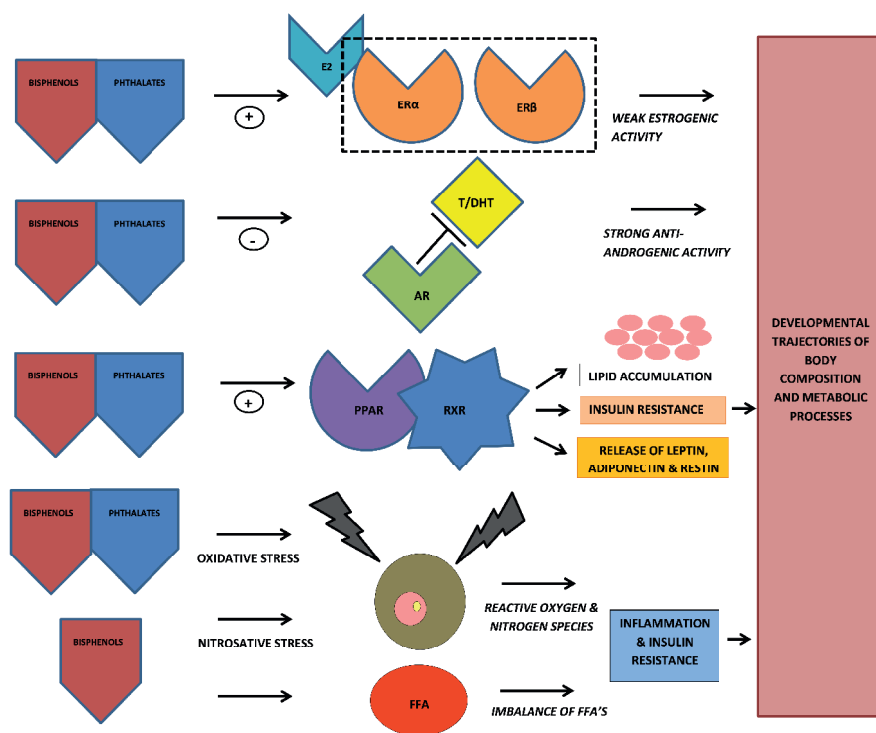 BISPHENOLS
PHTHALATES
+
E2
ERα
ERβ
WEAK ESTROGENIC
ACTIVITY
BISPHENOLS
PHTHALATES
-
T/DHT
AR
STRONG ANTI-
ANDROGENIC ACTIVITY
BISPHENOLS
PHTHALATES
+
PPAR
RXR
LIPID ACCUMULATION
INSULIN RESISTANCE
RELEASE OF LEPTIN,
ADIPONECTIN & RESTIN
BISPHENOLS
PHTHALATES
OXIDATIVE STRESS
REACTIVE OXYGEN &
NITROGEN SPECIES
BISPHENOLS
NITROSATIVE STRESS
INFLAMMATION
& INSULIN
RESISTANCE
FFA
IMBALANCE OF FFA'S
DEVELOPMENTAL
TRAJECTORIES OF
BODY
COMPOSITION
AND METABOLIC
PROCESSES